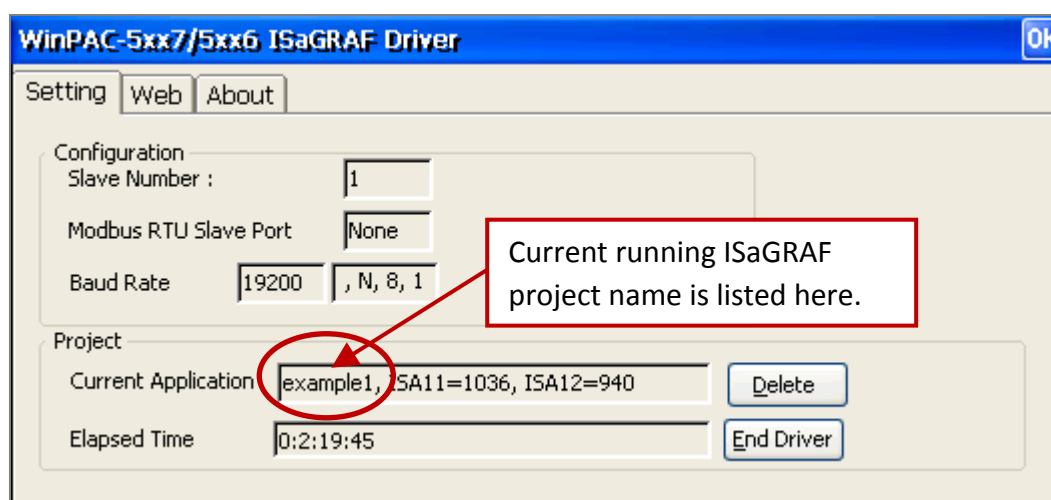 WinPAC-5xx7/5xx6 ISaGRAF Driver
OK
Setting Web About
Configuration
Slave Number : 1
Modbus RTU Slave Port None
Baud Rate 19200 , N, 8, 1
Current running ISaGRAF
project name is listed here.
Project
Current Application example1, ISA11=1036, ISA12=940 Delete
Elapsed Time 0:2:19:45 End Driver